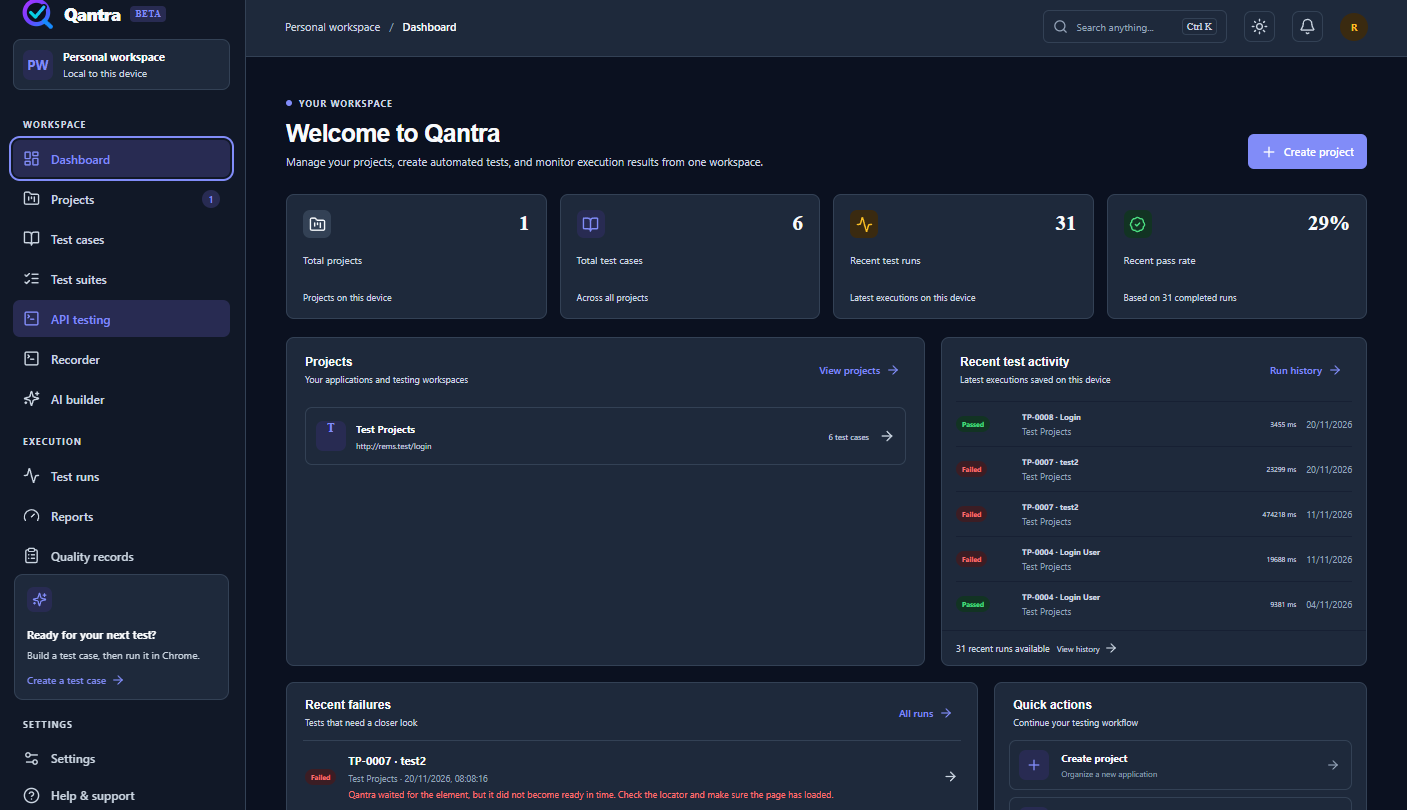 Qantra BETA
PW
Personal workspace
Local to this device
WORKSPACE
Dashboard
Projects 1
Test cases
Test suites
API testing
Recorder
AI builder
EXECUTION
Test runs
Reports
Quality records
Ready for your next test?
Build a test case, then run it in Chrome.
Create a test case
SETTINGS
Settings
Help & support
Personal workspace / Dashboard
Search anything... Ctrl K
R
YOUR WORKSPACE
Welcome to Qantra
Manage your projects, create automated tests, and monitor execution results from one workspace.
Create project
1
Total projects
Projects on this device
6
Total test cases
Across all projects
31
Recent test runs
Latest executions on this device
29%
Recent pass rate
Based on 31 completed runs
Projects
Your applications and testing workspaces
View projects
T
Test Projects
http://rems.test/login
6 test cases
Recent test activity
Latest executions saved on this device
Run history
Passed TP-0008 · Login 3455 ms 20/11/2026
Test Projects
Failed TP-0007 · test2 23299 ms 20/11/2026
Test Projects
Failed TP-0007 · test2 474218 ms 11/11/2026
Test Projects
Failed TP-0004 · Login User 19688 ms 11/11/2026
Test Projects
Passed TP-0004 · Login User 9381 ms 04/11/2026
Test Projects
31 recent runs available View history
Recent failures
Tests that need a closer look
All runs
TP-0007 · test2
Failed Test Projects · 20/11/2026, 08:08:16
Qantra waited for the element, but it did not become ready in time. Check the locator and make sure the page has loaded.
Quick actions
Continue your testing workflow
Create project
Organize a new application